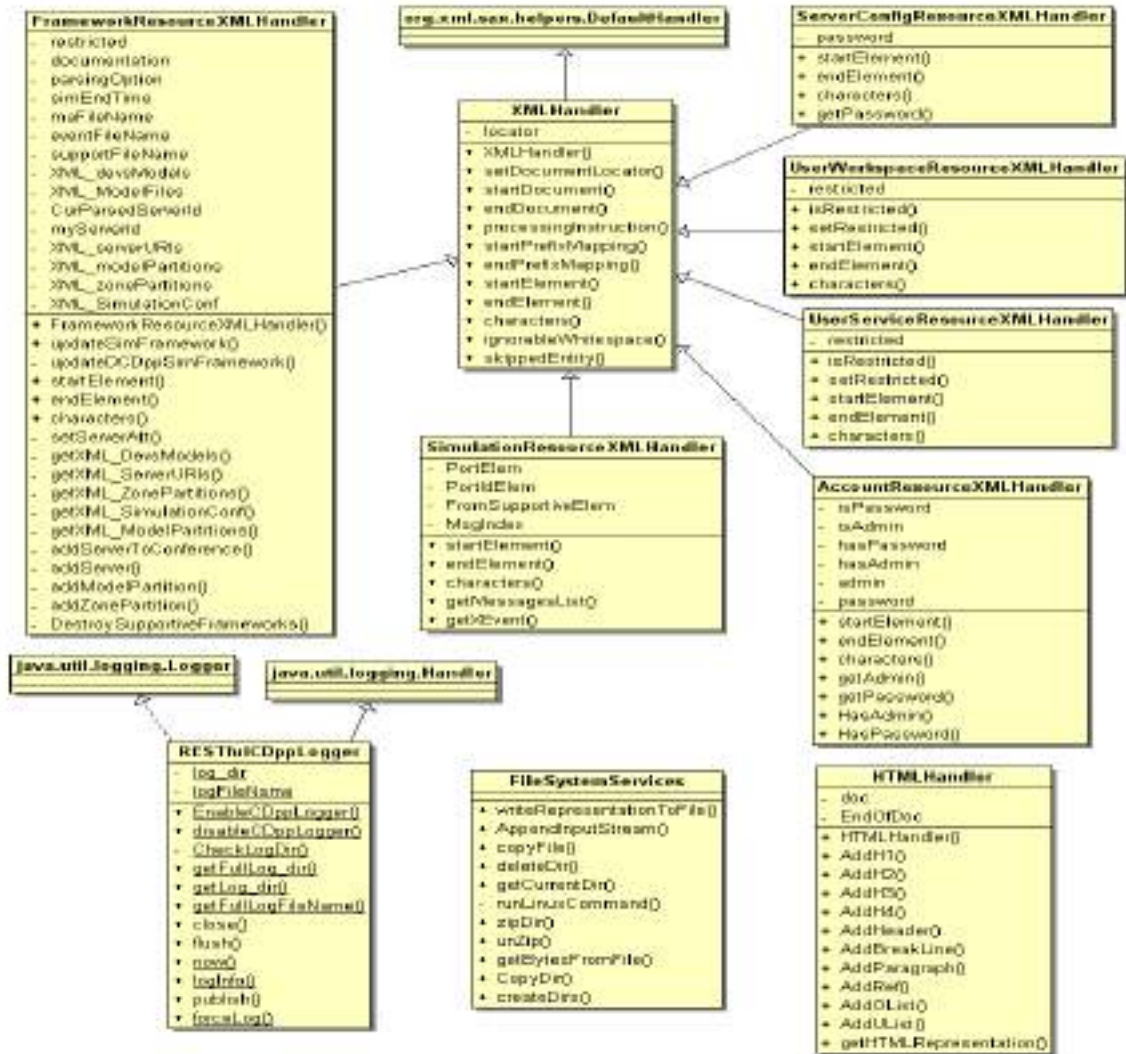 FrameworkResourceXMLHandler
- restricted
- documentation
- parsingOption
- simEndTime
- maFileName
- eventFileName
- supportFileName
- XML_devsModels
- XML_ModelFiles
- CurParsedServerId
- myServerId
- XML_serverURIs
- XML_modelPartitions
- XML_zonePartitions
- XML_SimulationConf
+ FrameworkResourceXMLHandler()
+ updateSimFramework()
- updateDCDppSimFramework()
+ startElement()
+ endElement()
+ characters()
- setServerAtt()
- getXML_DevsModels()
- getXML_ServerURIs()
- getXML_ZonePartitions()
- getXML_SimulationConf()
- getXML_ModelPartitions()
- addServerToConference()
- addServer()
- addModelPartition()
- addZonePartition()
- DestroySupportiveFrameworks()
org.xml.sax.helpers.DefaultHandler
XMLHandler
- locator
+ XMLHandler()
+ setDocumentLocator()
+ startDocument()
+ endDocument()
+ processingInstruction()
+ startPrefixMapping()
+ endPrefixMapping()
+ startElement()
+ endElement()
+ characters()
+ ignorableWhitespace()
+ skippedEntity()
ServerConfigResourceXMLHandler
- password
+ startElement()
+ endElement()
+ characters()
+ getPassword()
UserWorkspaceResourceXMLHandler
- restricted
+ isRestricted()
+ setRestricted()
+ startElement()
+ endElement()
+ characters()
UserServiceResourceXMLHandler
- restricted
+ isRestricted()
+ setRestricted()
+ startElement()
+ endElement()
+ characters()
SimulationResourceXMLHandler
- PortElem
- PortIdElem
- FromSupportiveElem
- MsgIndex
+ startElement()
+ endElement()
+ characters()
+ getMessagesList()
+ getXEvent()
AccountResourceXMLHandler
- isPassword
- isAdmin
- hasPassword
- hasAdmin
- admin
- password
+ startElement()
+ endElement()
+ characters()
+ getAdmin()
+ getPassword()
+ HasAdmin()
+ HasPassword()
java.util.logging.Logger
java.util.logging.Handler
RESTfulCDppLogger
- log_dir
- logFileName
+ EnableCDppLogger()
+ disableCDppLogger()
- CheckLogDir()
+ getFullLog_dir()
+ getLog_dir()
+ getFullLogFileName()
+ close()
+ flush()
+ now()
+ logInfo()
+ publish()
+ forceLog()
FileSystemServices
+ writeRepresentationToFile()
+ AppendInputStream()
+ copyFile()
+ deleteDir()
+ getCurrentDir()
- runLinuxCommand()
+ zipDir()
+ unZip()
+ getBytesFromFile()
+ CopyDir()
+ createDirs()
HTMLHandler
- doc
- EndOfDoc
+ HTMLHandler()
+ AddH1()
+ AddH2()
+ AddH3()
+ AddH4()
+ AddHeader()
+ AddBreakLine()
+ AddParagraph()
+ AddRef()
+ AddOList()
+ AddUList()
+ getHTMLRepresentation()